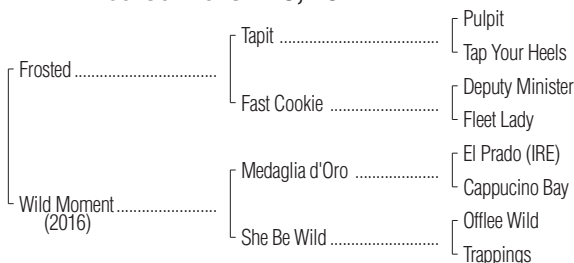 Pulpit
Tapit
Tap Your Heels
Frosted
Deputy Minister
Fast Cookie
Fleet Lady
El Prado (IRE)
Medaglia d'Oro
Cappucino Bay
Wild Moment
(2016)
Offlee Wild
She Be Wild
Trappings